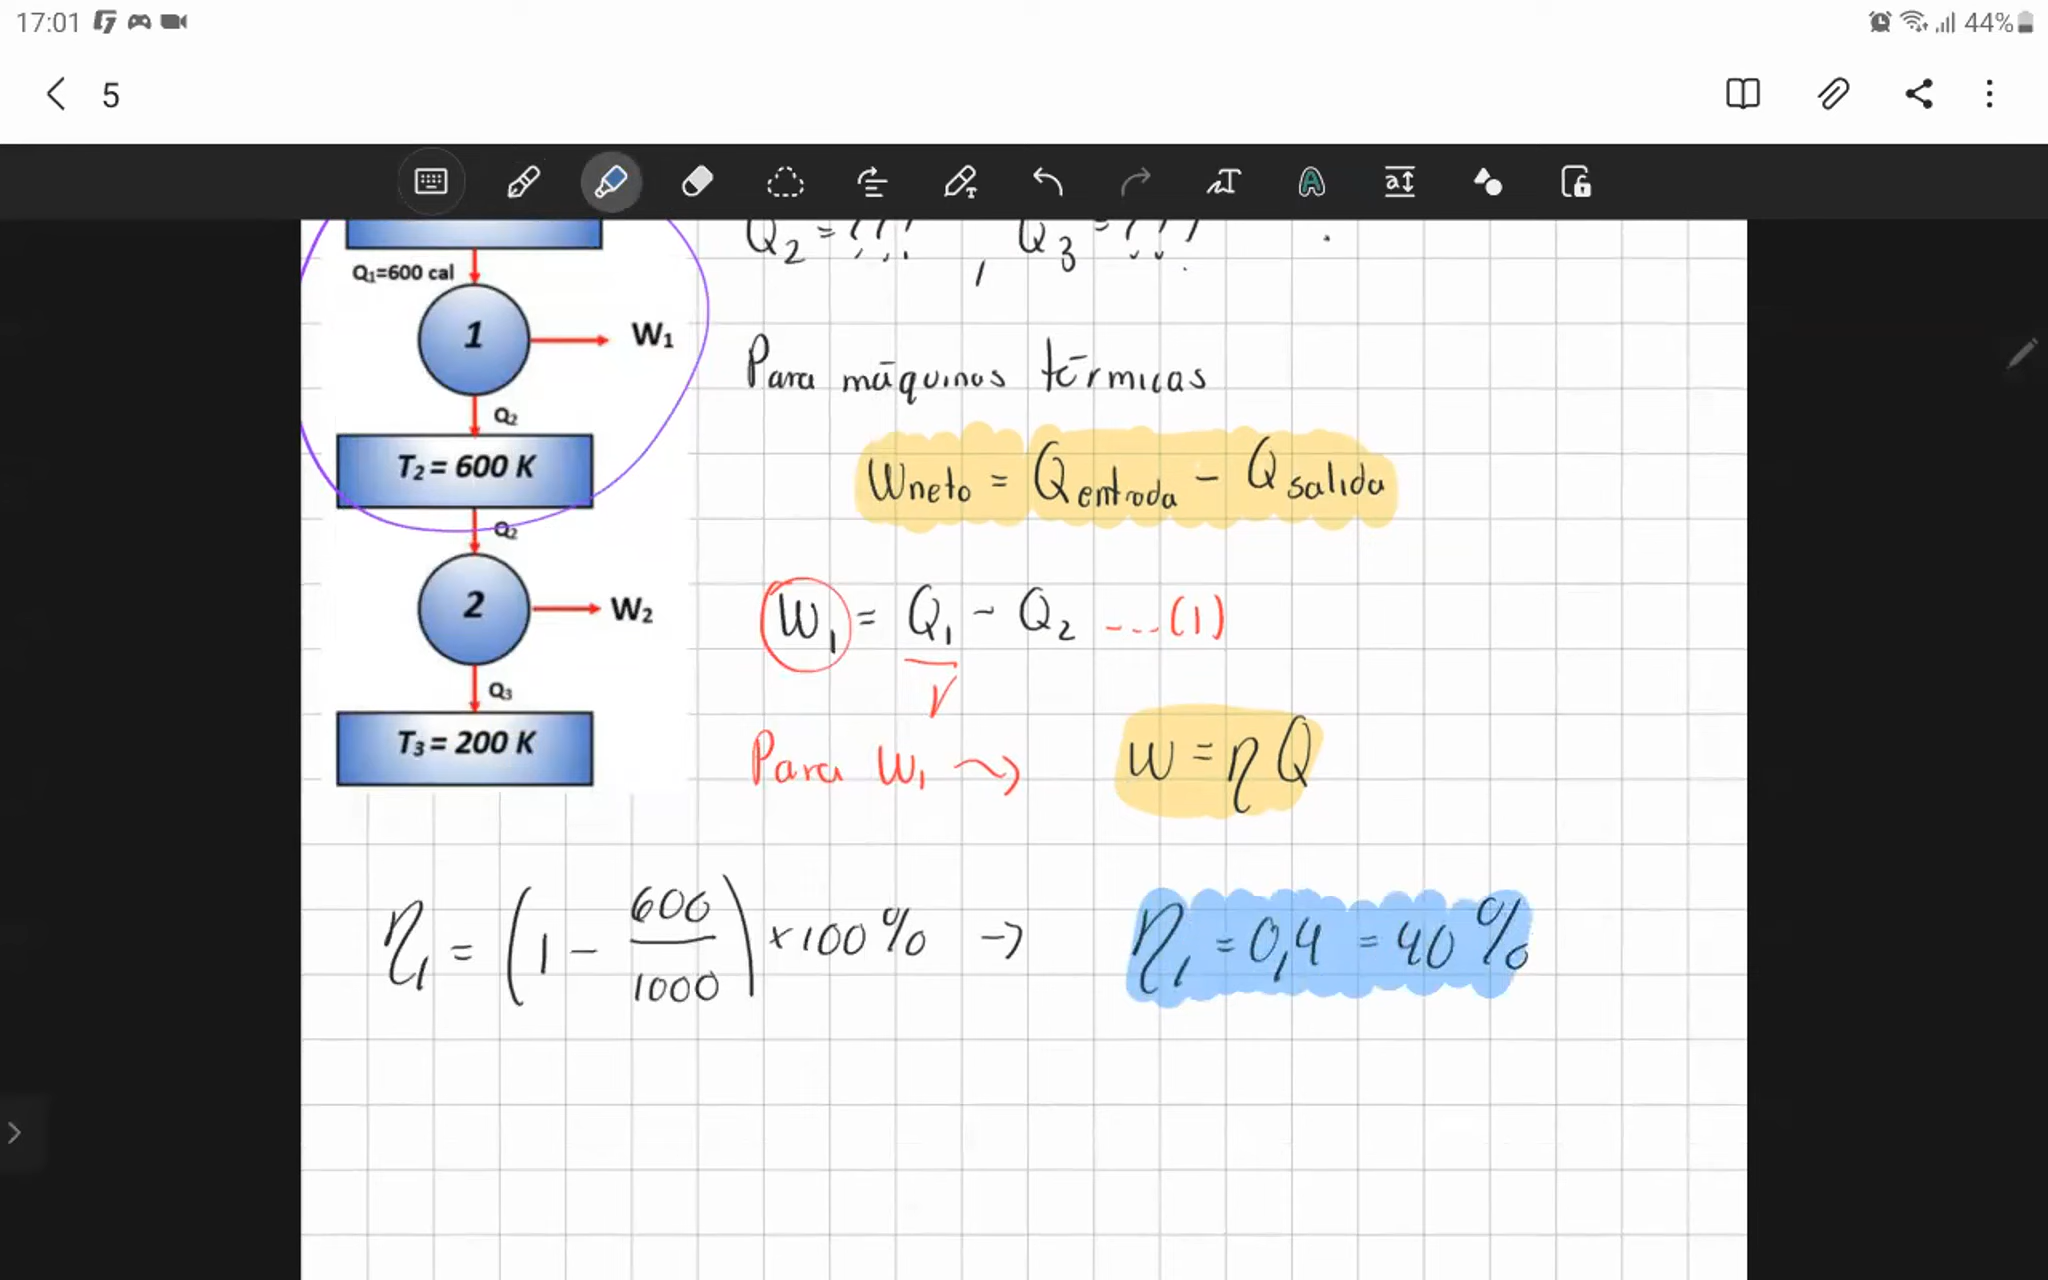 17:01
44%
5
Q₂ = ???, Q₃ = ???
Q₁=600 cal
1
W₁
Q₂
T₂ = 600 K
Q₂
2
W₂
Q₃
T₃ = 200 K
Para máquinas térmicas
Wneto = Qentrada - Qsalida
W₁ = Q₁ - Q₂ ---(1)
Para W₁ → W = η Q
η₁ = (1 - 600/1000) × 100% → η₁ = 0,4 = 40%